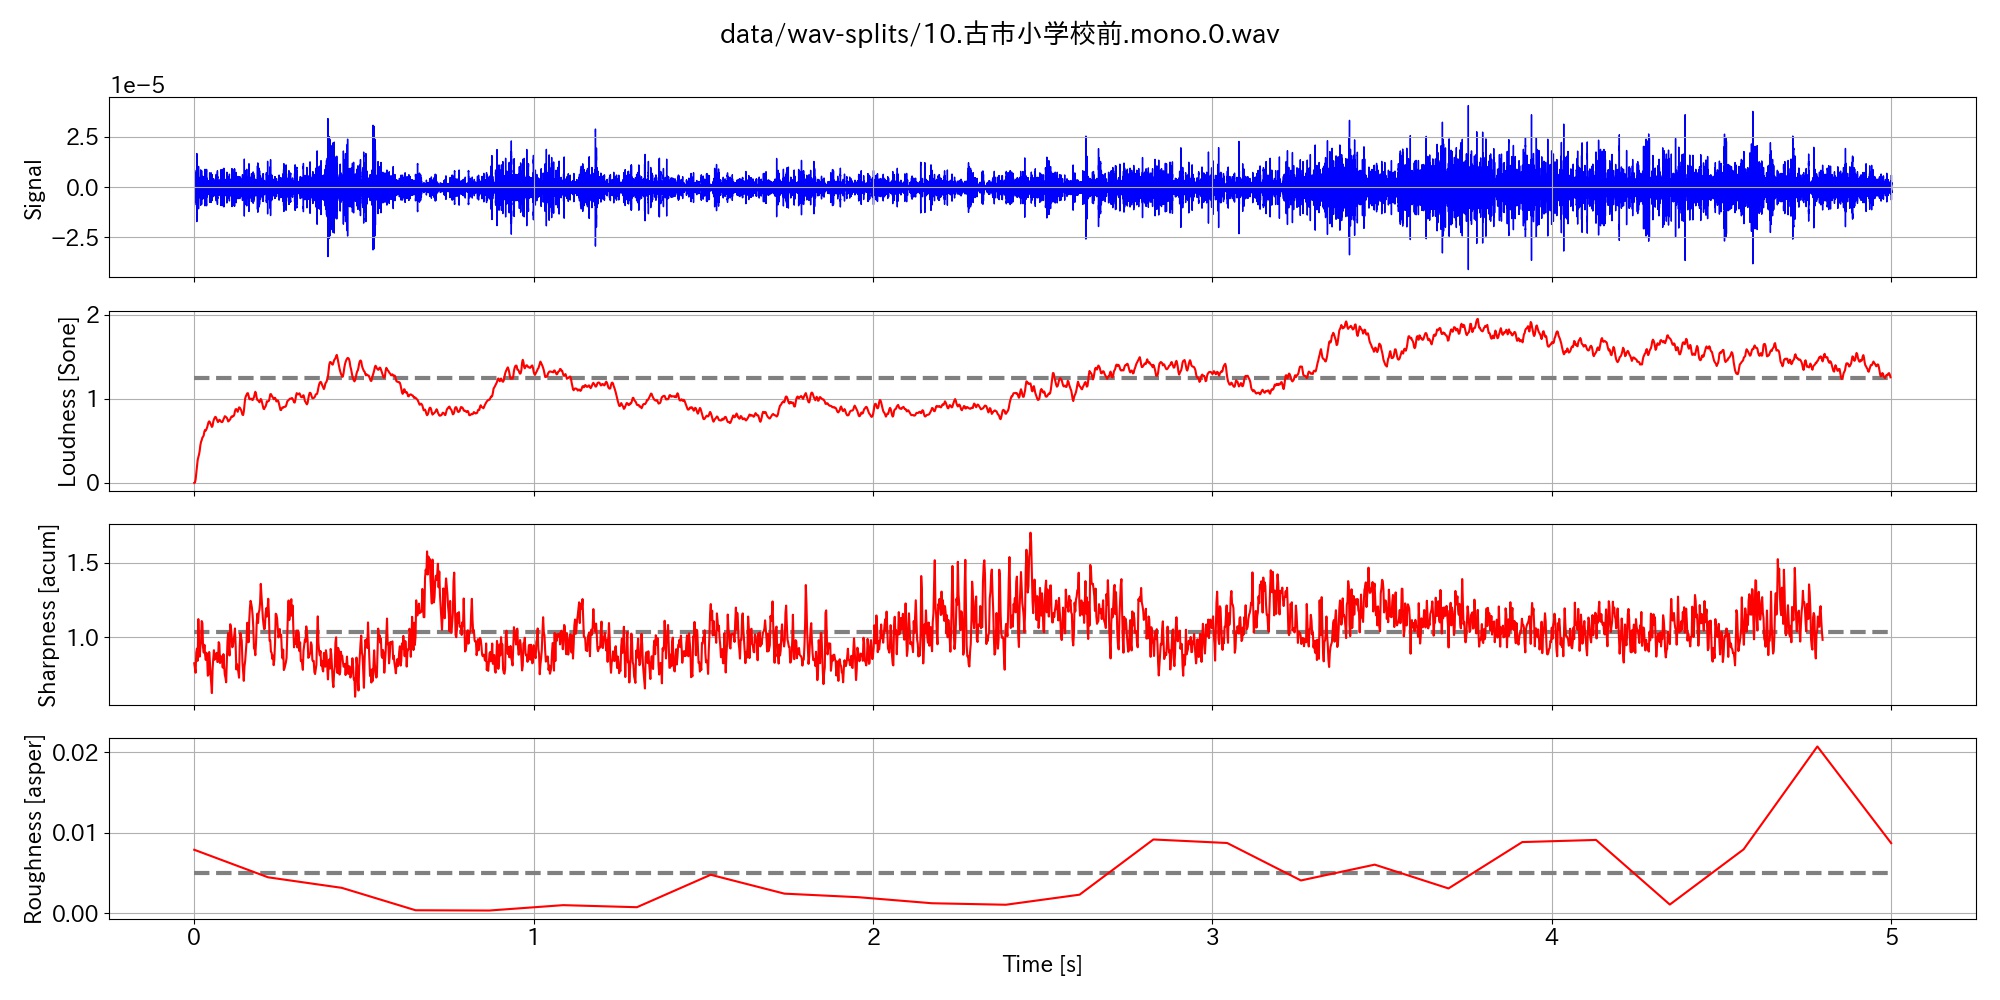 data/wav-splits/10.古市小学校前.mono.0.wav
1e−5
Signal
2.5
0.0
−2.5
Loudness [Sone]
2
1
0
Sharpness [acum]
1.5
1.0
Roughness [asper]
0.02
0.01
0.00
0 1 2 3 4 5
Time [s]